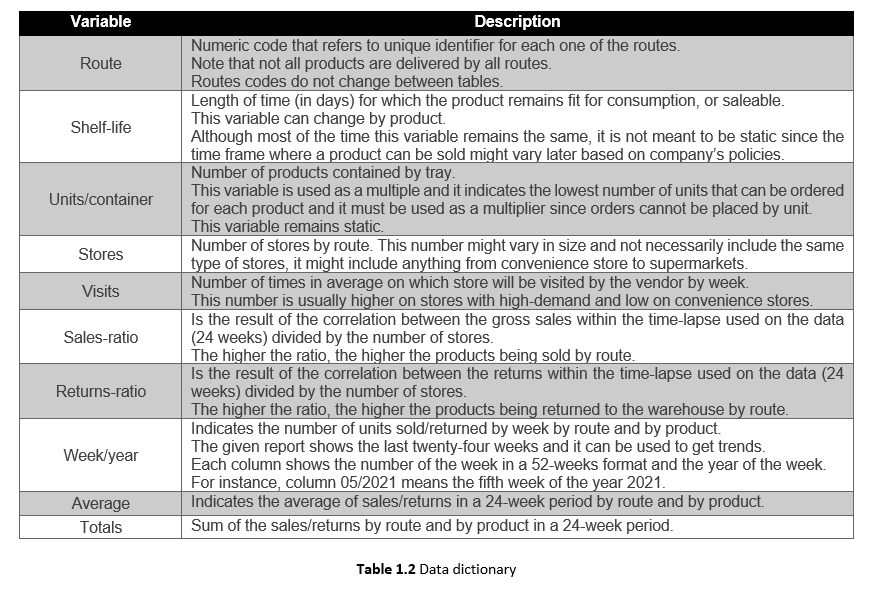 Variable Description
Route
Numeric code that refers to unique identifier for each one of the routes.
Note that not all products are delivered by all routes.
Routes codes do not change between tables.
Shelf-life
Length of time (in days) for which the product remains fit for consumption, or saleable.
This variable can change by product.
Although most of the time this variable remains the same, it is not meant to be static since the
time frame where a product can be sold might vary later based on company's policies.
Units/container
Number of products contained by tray.
This variable is used as a multiple and it indicates the lowest number of units that can be ordered
for each product and it must be used as a multiplier since orders cannot be placed by unit.
This variable remains static.
Stores
Number of stores by route. This number might vary in size and not necessarily include the same
type of stores, it might include anything from convenience store to supermarkets.
Visits
Number of times in average on which store will be visited by the vendor by week.
This number is usually higher on stores with high-demand and low on convenience stores.
Sales-ratio
Is the result of the correlation between the gross sales within the time-lapse used on the data
(24 weeks) divided by the number of stores.
The higher the ratio, the higher the products being sold by route.
Returns-ratio
Is the result of the correlation between the returns within the time-lapse used on the data (24
weeks) divided by the number of stores.
The higher the ratio, the higher the products being returned to the warehouse by route.
Week/year
Indicates the number of units sold/returned by week by route and by product.
The given report shows the last twenty-four weeks and it can be used to get trends.
Each column shows the number of the week in a 52-weeks format and the year of the week.
For instance, column 05/2021 means the fifth week of the year 2021.
Average
Indicates the average of sales/returns in a 24-week period by route and by product.
Totals
Sum of the sales/returns by route and by product in a 24-week period.
Table 1.2 Data dictionary